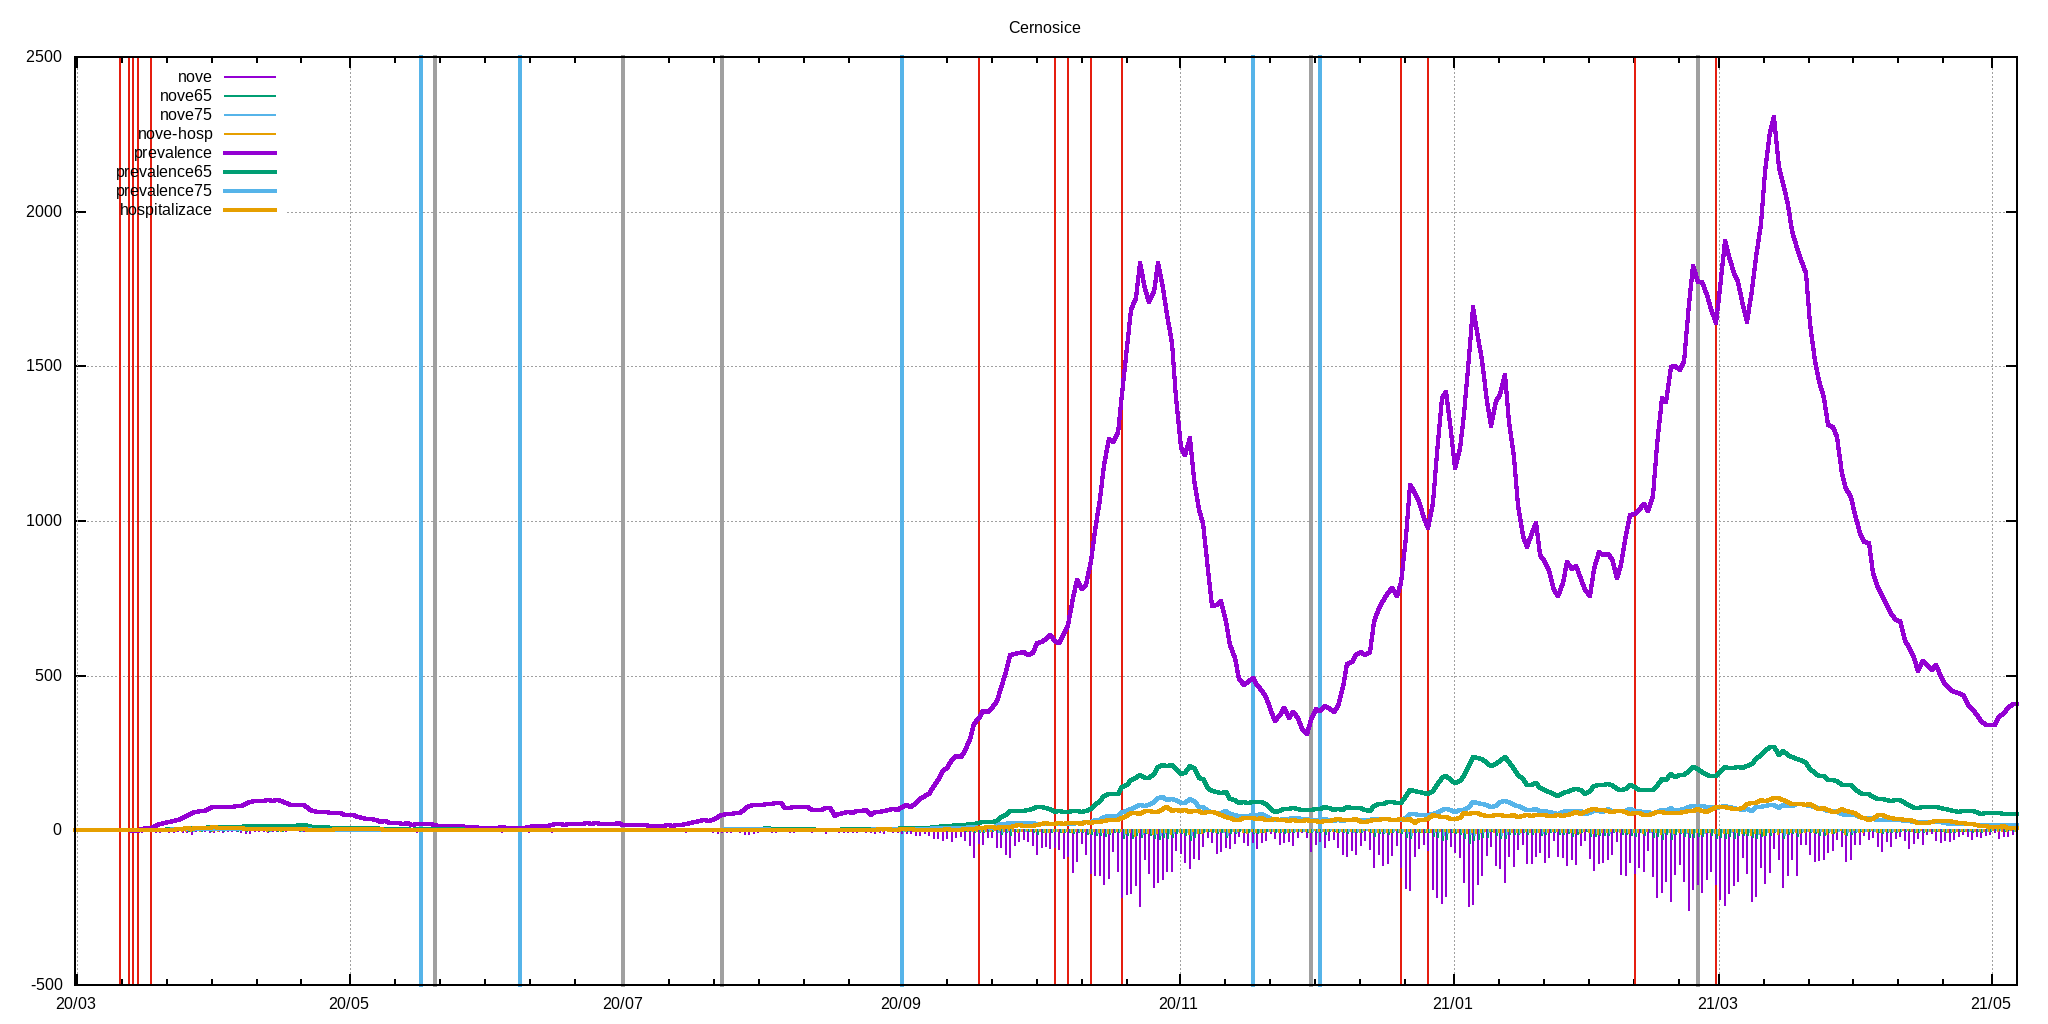 Cernosice
2500
2000
1500
1000
500
0
-500
nove
nove65
nove75
nove-hosp
prevalence
prevalence65
prevalence75
hospitalizace
20/03 20/05 20/07 20/09 20/11 21/01 21/03 21/05